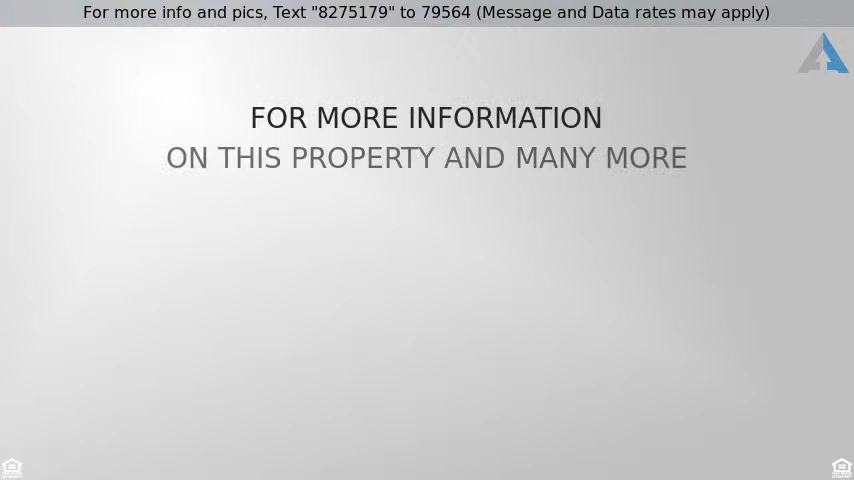 For more info and pics, Text "8275179" to 79564 (Message and Data rates may apply)
FOR MORE INFORMATION
ON THIS PROPERTY AND MANY MORE